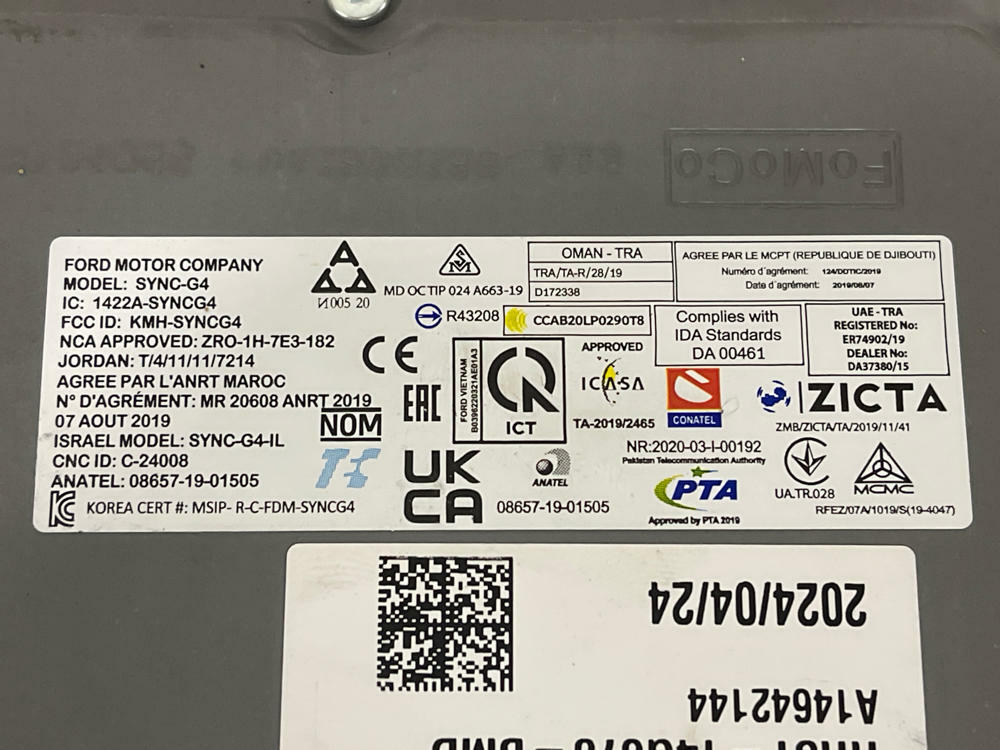 FoMoCo
FORD MOTOR COMPANY
MODEL: SYNC-G4
IC: 1422A-SYNCG4
FCC ID: KMH-SYNCG4
NCA APPROVED: ZRO-1H-7E3-182
JORDAN: T/4/11/11/7214
AGREE PAR L'ANRT MAROC
N° D'AGRÉMENT: MR 20608 ANRT 2019
07 AOUT 2019
ISRAEL MODEL: SYNC-G4-IL
CNC ID: C-24008
ANATEL: 08657-19-01505
KOREA CERT #: MSIP- R-C-FDM-SYNCG4
И005 20
MD OC TIP 024 A663-19
OMAN - TRA
TRA/TA-R/28/19
D172338
AGREE PAR LE MCPT (REPUBLIQUE DE DJIBOUTI)
Numéro d'agrément: 124/DCTIC/2019
Date d'agrément: 2019/08/07
R43208
CCAB20LP0290T8
Complies with
IDA Standards
DA 00461
UAE - TRA
REGISTERED No:
ER74902/19
DEALER No:
DA37380/15
CE
EAC
NOM
FORD VIETNAM
B0396220321AE01A3
ICT
APPROVED
ICASA
TA-2019/2465
CONATEL
ZICTA
ZMB/ZICTA/TA/2019/11/41
UK
CA
ANATEL
08657-19-01505
NR:2020-03-I-00192
Pakistan Telecommunication Authority
PTA
Approved by PTA 2019
UA.TR.028
MCMC
RFEZ/07A/1019/S(19-4047)
2024/04/24
A14642144